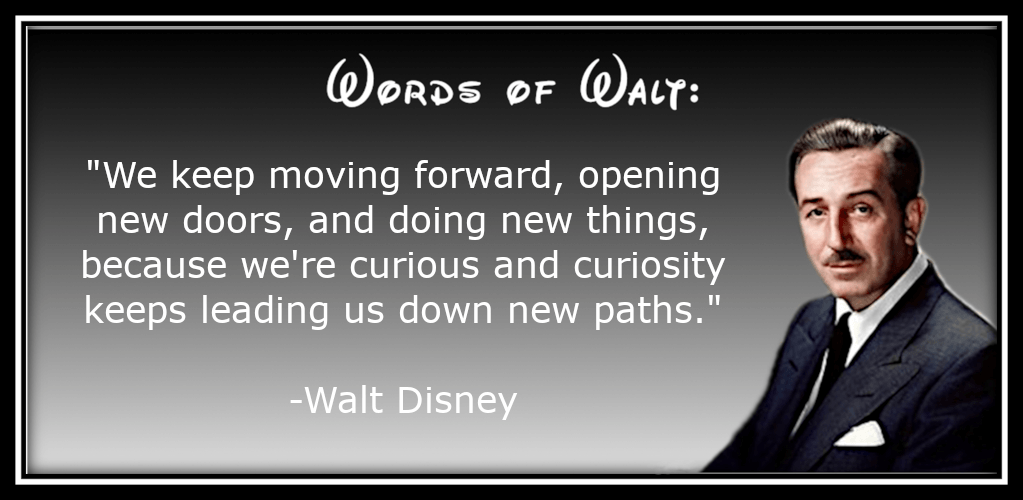 Words of Walt:
"We keep moving forward, opening
new doors, and doing new things,
because we're curious and curiosity
keeps leading us down new paths."
-Walt Disney